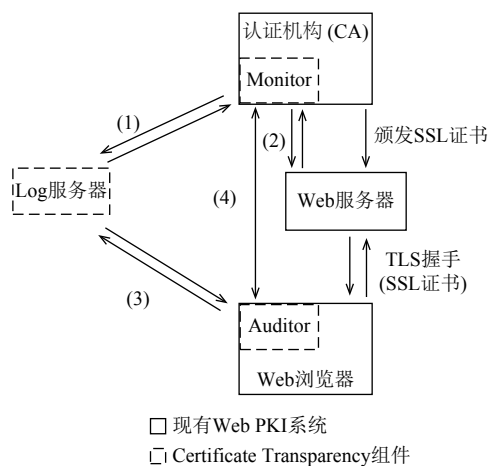 认证机构 (CA)
Monitor
(1)
(2)
颁发SSL证书
Log服务器
(4)
Web服务器
TLS握手
(SSL证书)
(3)
Auditor
Web浏览器
现有Web PKI系统
Certificate Transparency组件